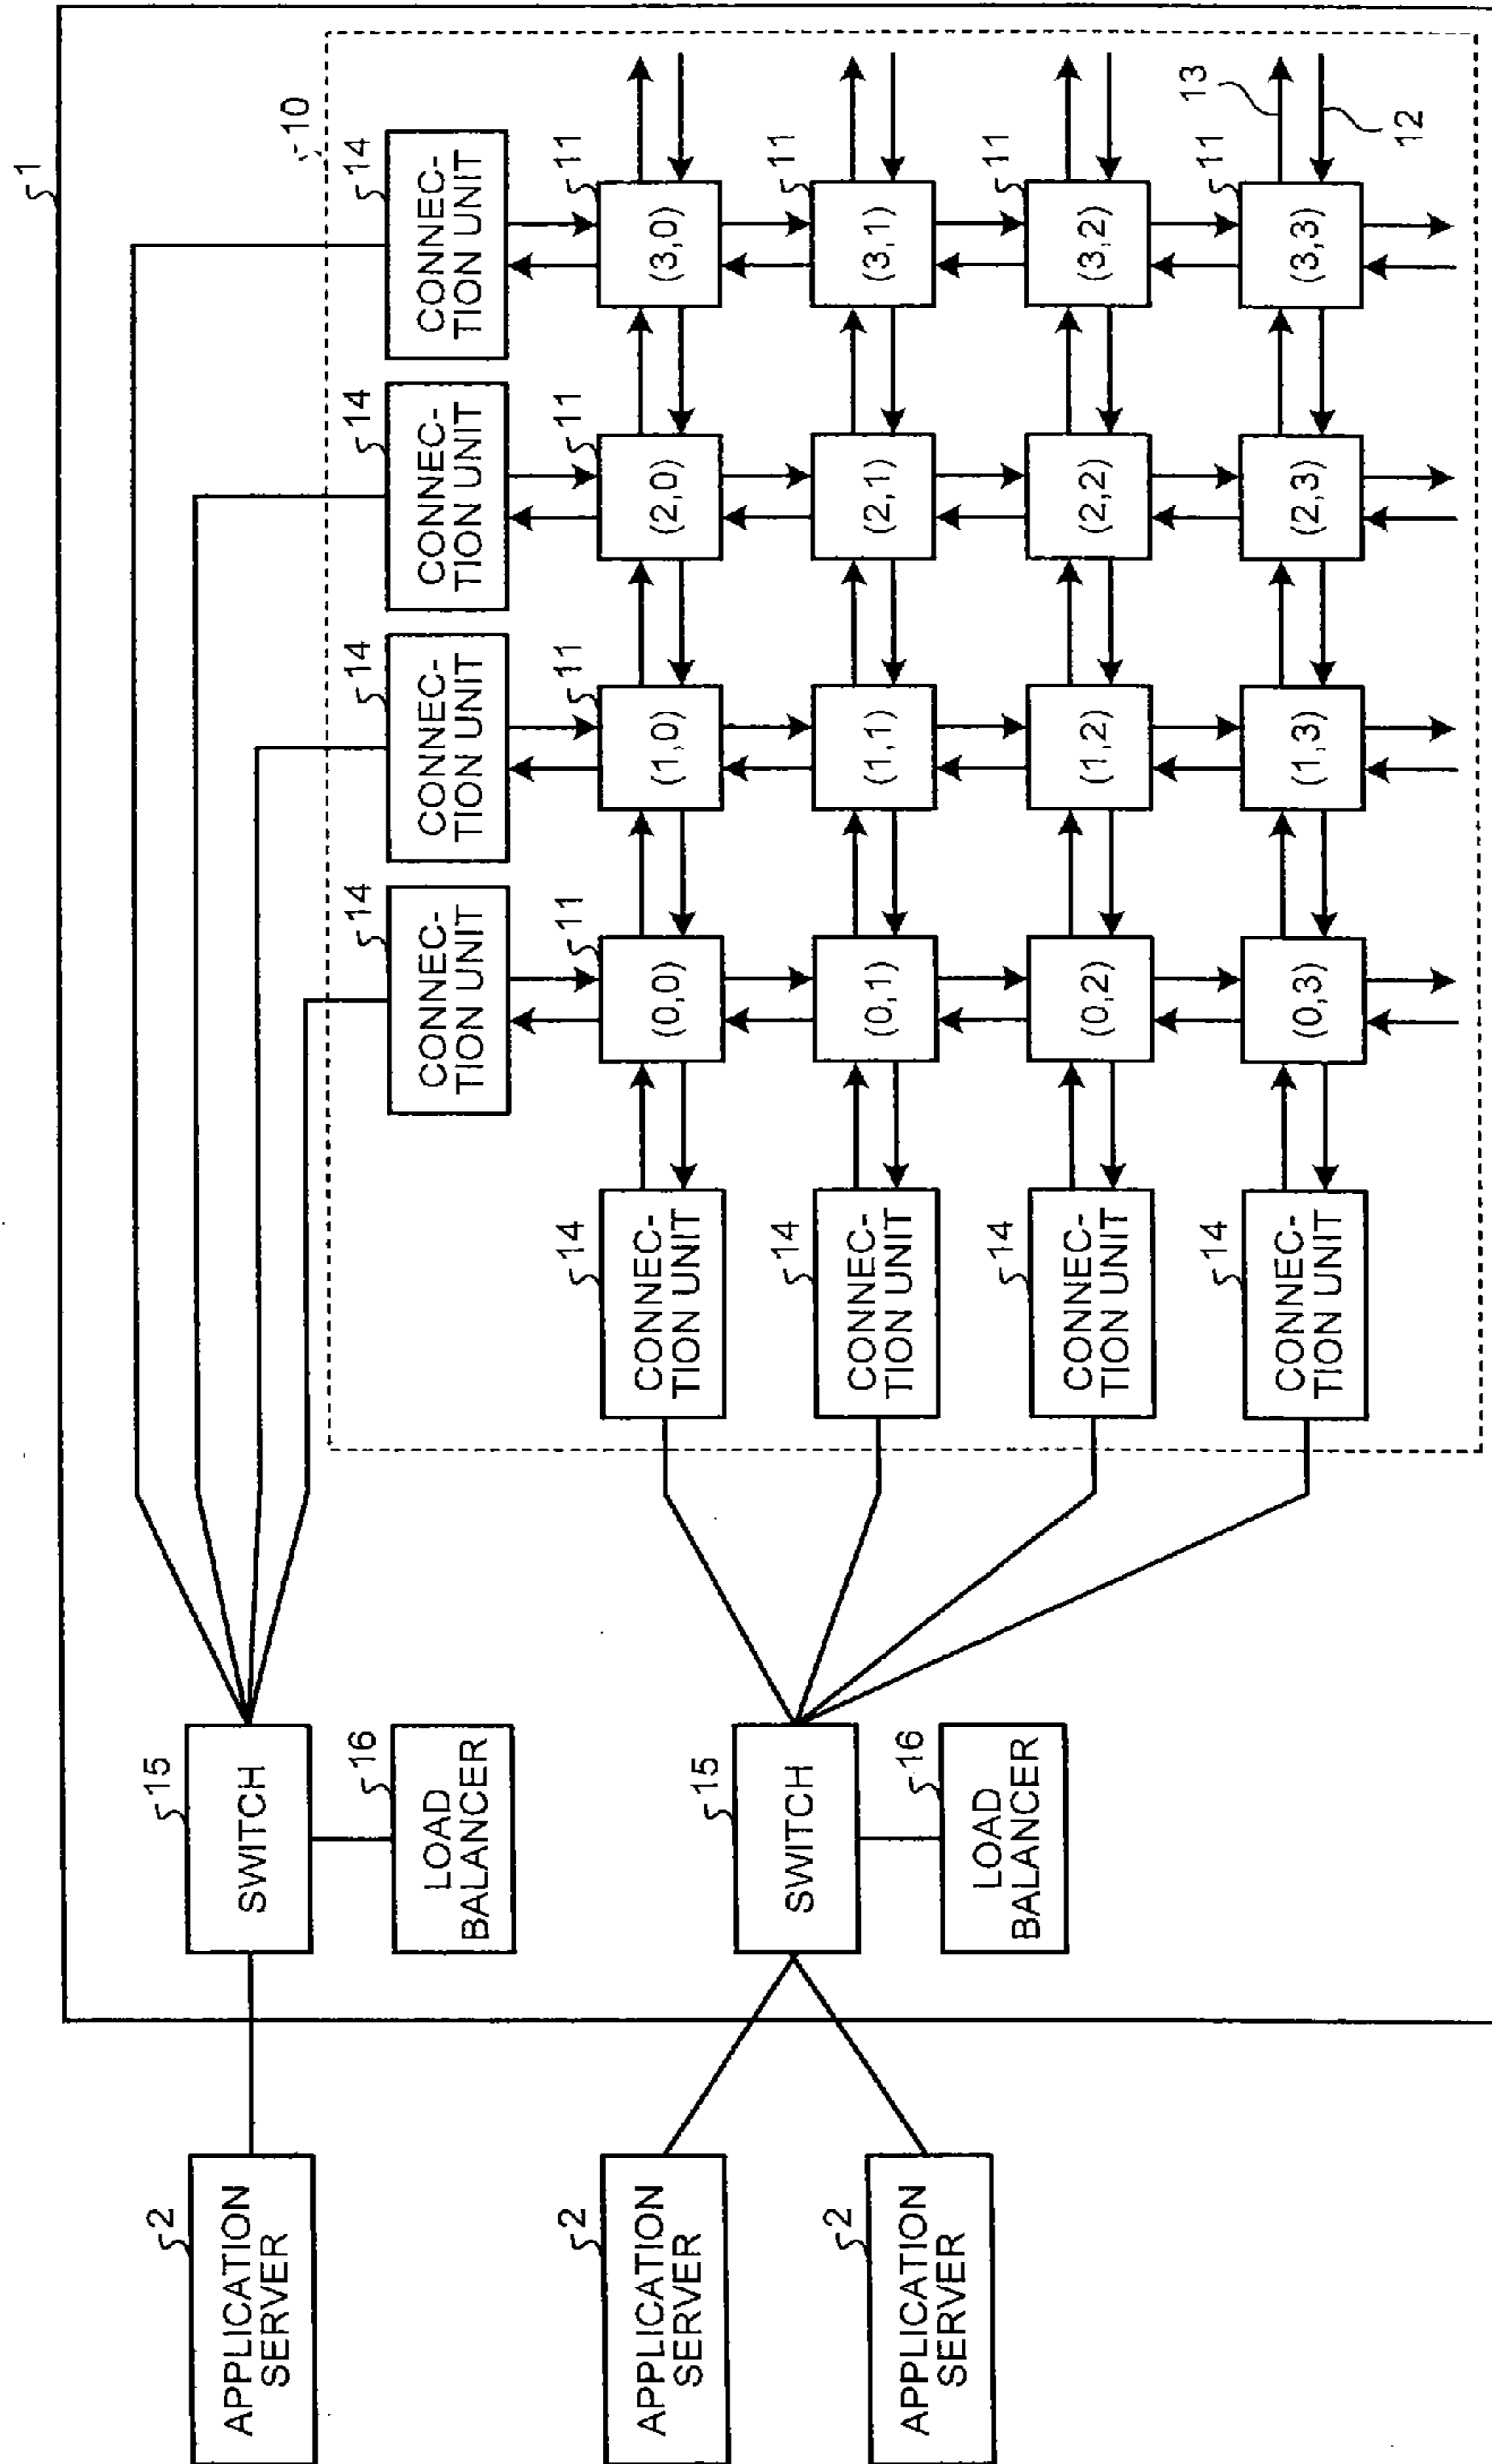 1
2
APPLICATION
SERVER
15
SWITCH
10
16
LOAD
BALANCER
14
CONNEC-
TION UNIT
14
CONNEC-
TION UNIT
14
CONNEC-
TION UNIT
14
CONNEC-
TION UNIT
2
APPLICATION
SERVER
14
CONNEC-
TION UNIT
11
(0,0)
11
(1,0)
11
(2,0)
11
(3,0)
15
SWITCH
14
CONNEC-
TION UNIT
(0,1)
(1,1)
(2,1)
11
(3,1)
2
APPLICATION
SERVER
16
LOAD
BALANCER
14
CONNEC-
TION UNIT
(0,2)
(1,2)
(2,2)
11
(3,2)
14
CONNEC-
TION UNIT
(0,3)
(1,3)
(2,3)
11
(3,3)
13
12